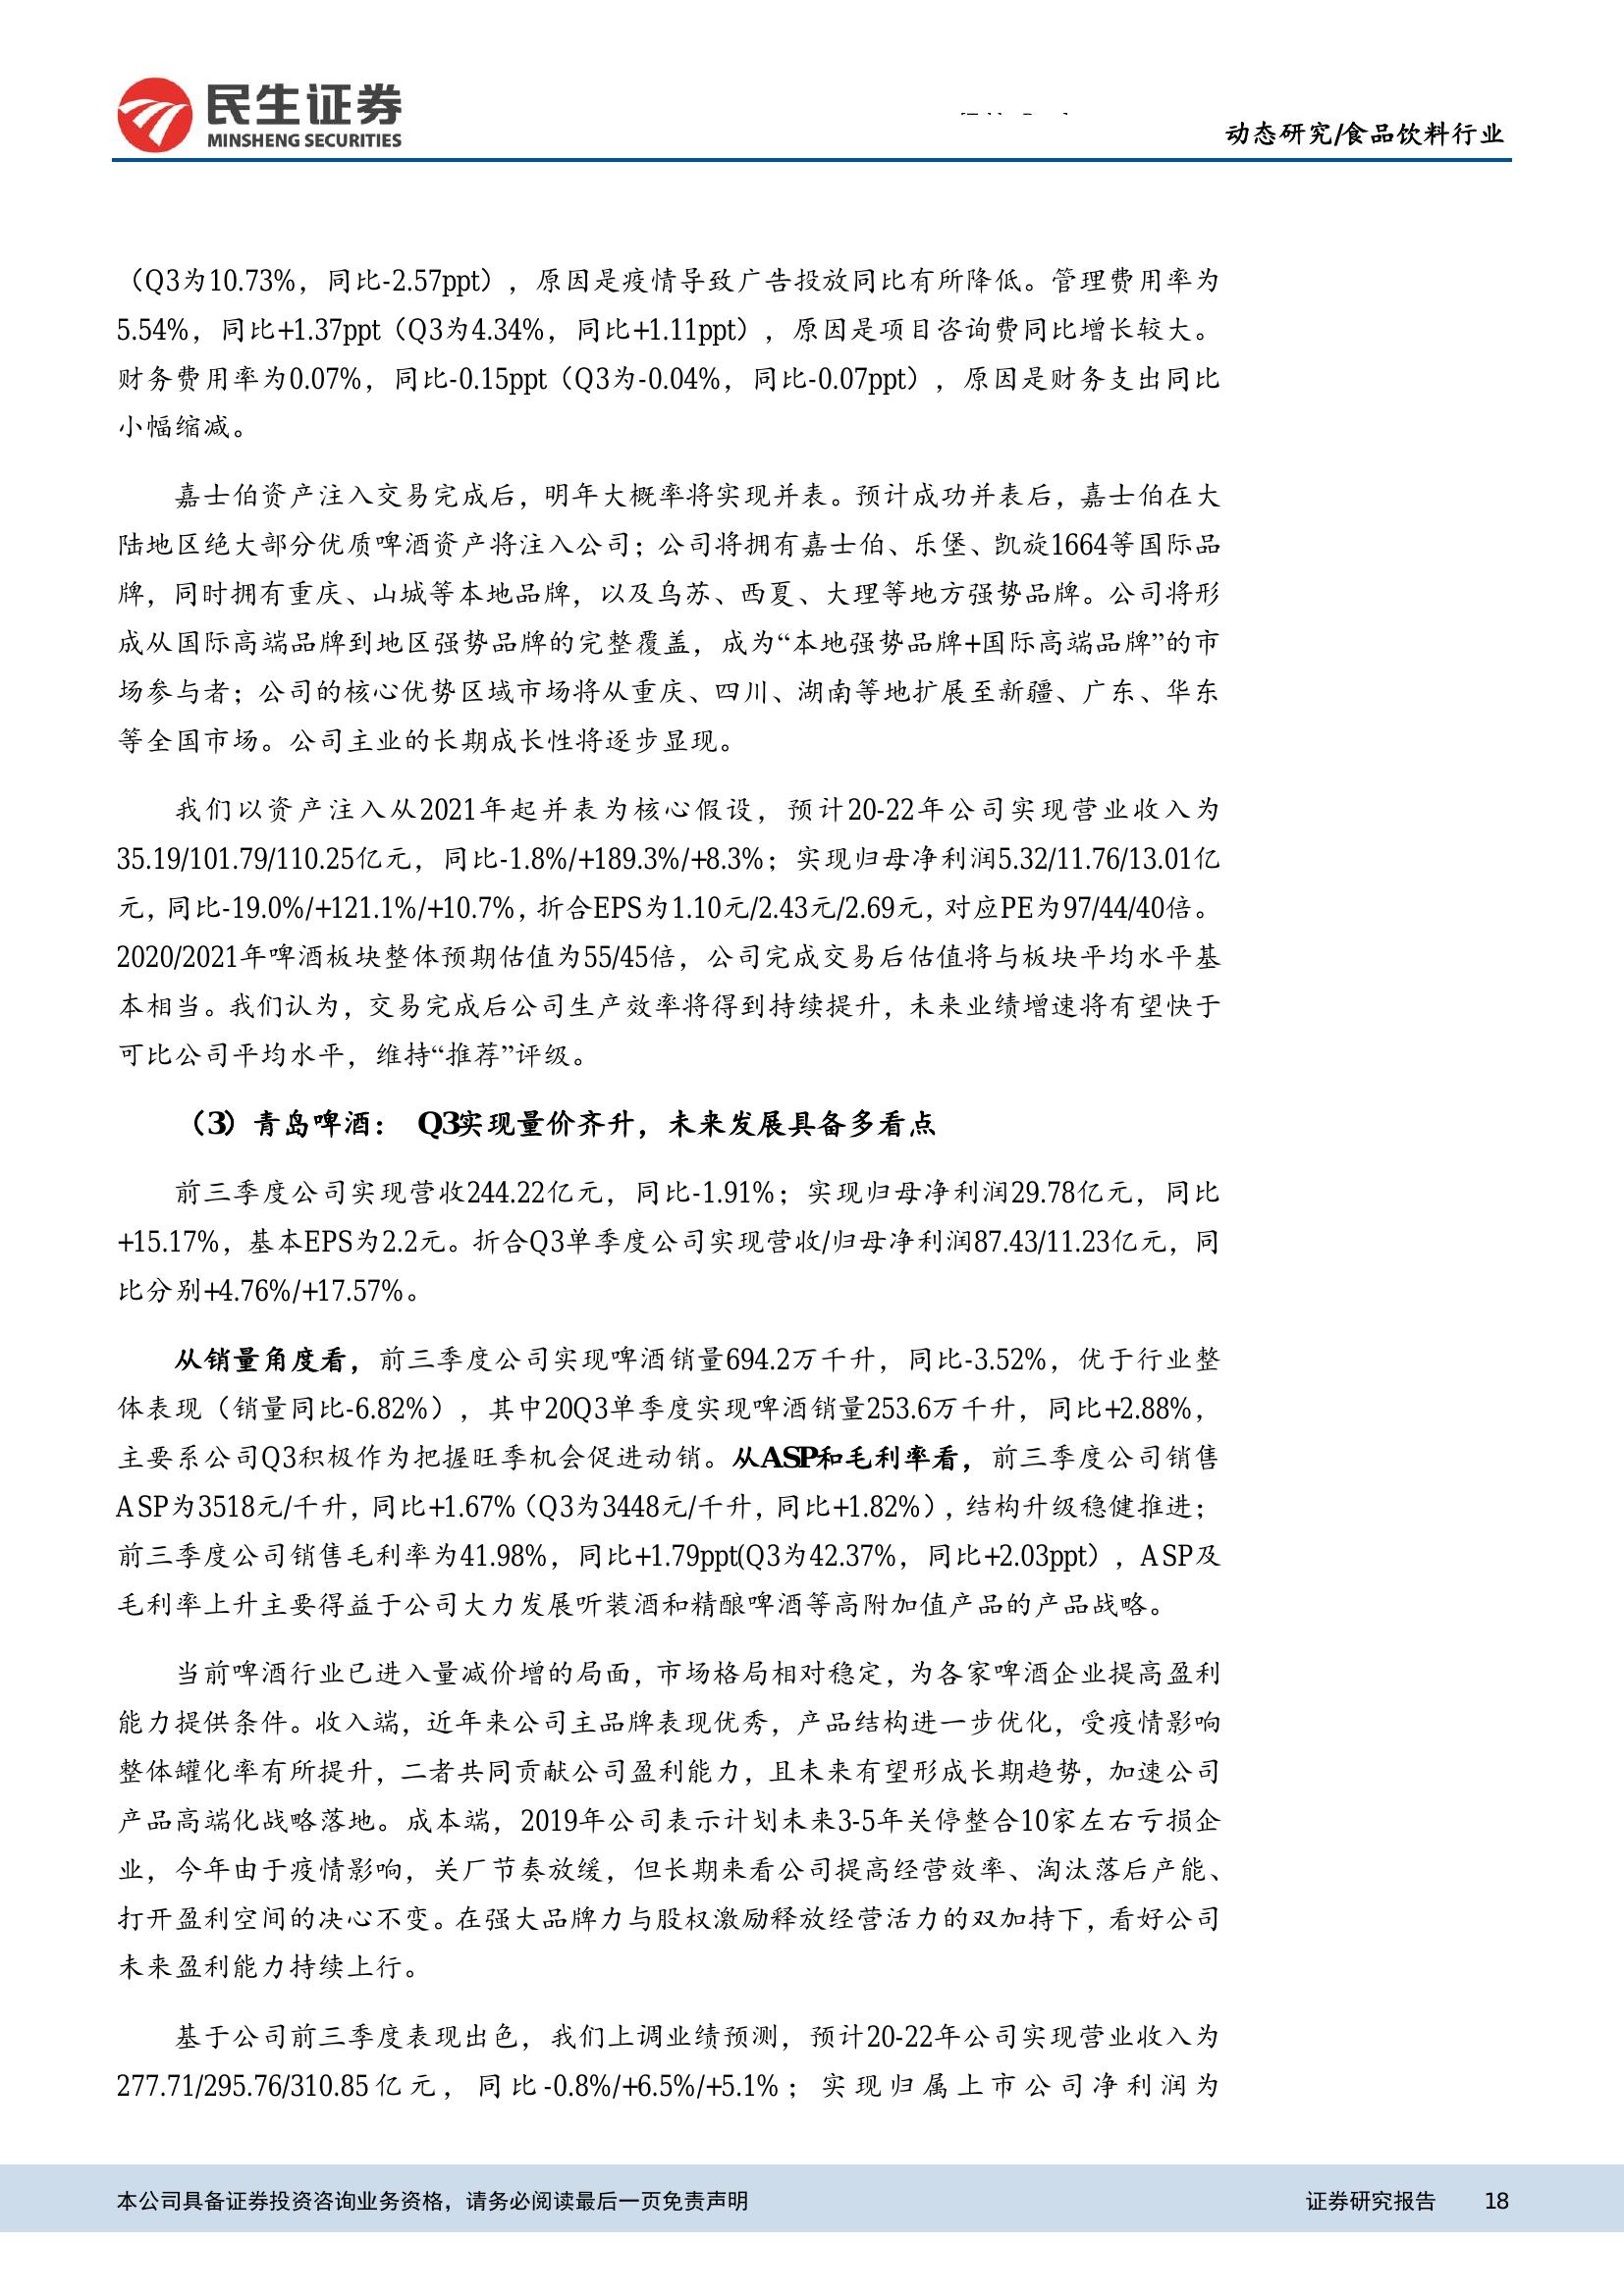 民生证券
MINSHENG SECURITIES
动态研究/食品饮料行业
（Q3为10.73%，同比-2.57ppt），原因是疫情导致广告投放同比有所降低。管理费用率为
5.54%，同比+1.37ppt（Q3为4.34%，同比+1.11ppt），原因是项目咨询费同比增长较大。
财务费用率为0.07%，同比-0.15ppt（Q3为-0.04%，同比-0.07ppt），原因是财务支出同比
小幅缩减。
嘉士伯资产注入交易完成后，明年大概率将实现并表。预计成功并表后，嘉士伯在大
陆地区绝大部分优质啤酒资产将注入公司；公司将拥有嘉士伯、乐堡、凯旋1664等国际品
牌，同时拥有重庆、山城等本地品牌，以及乌苏、西夏、大理等地方强势品牌。公司将形
成从国际高端品牌到地区强势品牌的完整覆盖，成为“本地强势品牌+国际高端品牌”的市
场参与者；公司的核心优势区域市场将从重庆、四川、湖南等地扩展至新疆、广东、华东
等全国市场。公司主业的长期成长性将逐步显现。
我们以资产注入从2021年起并表为核心假设，预计20-22年公司实现营业收入为
35.19/101.79/110.25亿元，同比-1.8%/+189.3%/+8.3%；实现归母净利润5.32/11.76/13.01亿
元，同比-19.0%/+121.1%/+10.7%，折合EPS为1.10元/2.43元/2.69元，对应PE为97/44/40倍。
2020/2021年啤酒板块整体预期估值为55/45倍，公司完成交易后估值将与板块平均水平基
本相当。我们认为，交易完成后公司生产效率将得到持续提升，未来业绩增速将有望快于
可比公司平均水平，维持“推荐”评级。
（3）青岛啤酒： Q3实现量价齐升，未来发展具备多看点
前三季度公司实现营收244.22亿元，同比-1.91%；实现归母净利润29.78亿元，同比
+15.17%，基本EPS为2.2元。折合Q3单季度公司实现营收/归母净利润87.43/11.23亿元，同
比分别+4.76%/+17.57%。
从销量角度看，前三季度公司实现啤酒销量694.2万千升，同比-3.52%，优于行业整
体表现（销量同比-6.82%），其中20Q3单季度实现啤酒销量253.6万千升，同比+2.88%，
主要系公司Q3积极作为把握旺季机会促进动销。从ASP和毛利率看，前三季度公司销售
ASP为3518元/千升，同比+1.67%（Q3为3448元/千升，同比+1.82%），结构升级稳健推进；
前三季度公司销售毛利率为41.98%，同比+1.79ppt(Q3为42.37%，同比+2.03ppt），ASP及
毛利率上升主要得益于公司大力发展听装酒和精酿啤酒等高附加值产品的产品战略。
当前啤酒行业已进入量减价增的局面，市场格局相对稳定，为各家啤酒企业提高盈利
能力提供条件。收入端，近年来公司主品牌表现优秀，产品结构进一步优化，受疫情影响
整体罐化率有所提升，二者共同贡献公司盈利能力，且未来有望形成长期趋势，加速公司
产品高端化战略落地。成本端，2019年公司表示计划未来3-5年关停整合10家左右亏损企
业，今年由于疫情影响，关厂节奏放缓，但长期来看公司提高经营效率、淘汰落后产能、
打开盈利空间的决心不变。在强大品牌力与股权激励释放经营活力的双加持下，看好公司
未来盈利能力持续上行。
基于公司前三季度表现出色，我们上调业绩预测，预计20-22年公司实现营业收入为
277.71/295.76/310.85亿元，同比-0.8%/+6.5%/+5.1%；实现归属上市公司净利润为
本公司具备证券投资咨询业务资格，请务必阅读最后一页免责声明
证券研究报告 18